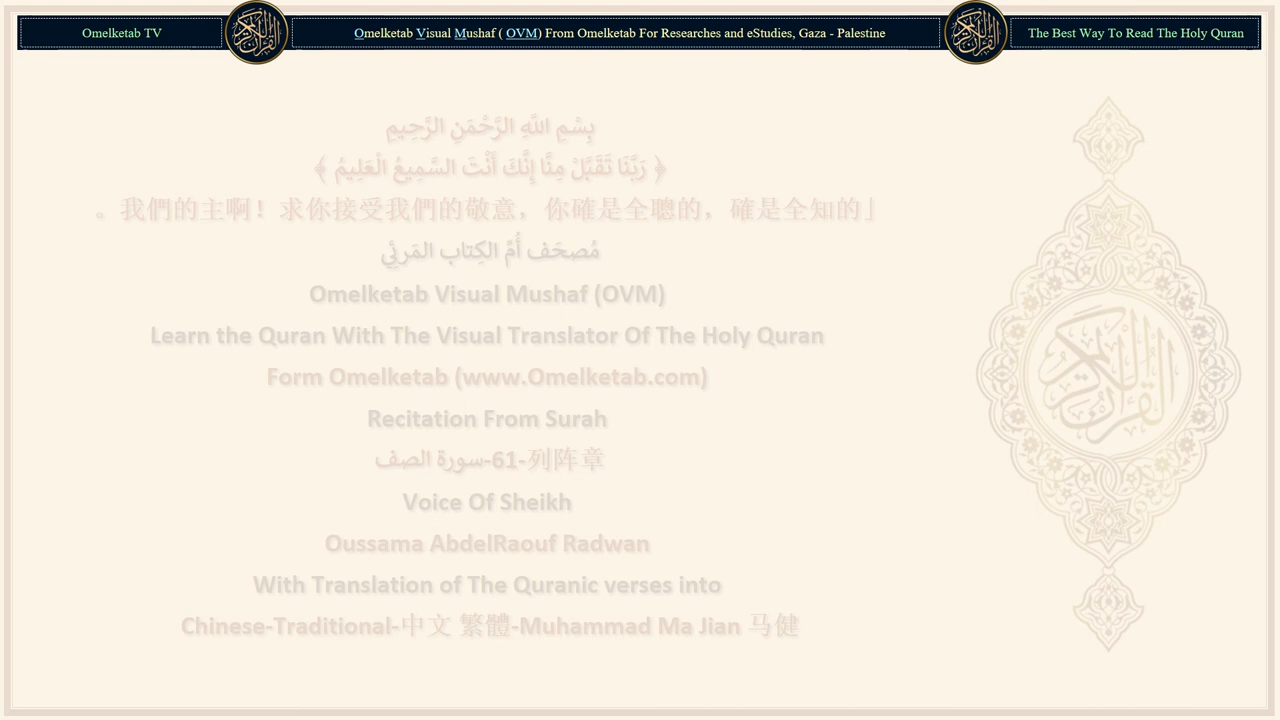 Omelketab TV
Omelketab Visual Mushaf ( OVM) From Omelketab For Researches and eStudies, Gaza - Palestine
The Best Way To Read The Holy Quran
بِسْمِ اللَّهِ الرَّحْمَنِ الرَّحِيمِ
﴿ رَبَّنَا تَقَبَّلْ مِنَّا إِنَّكَ أَنْتَ السَّمِيعُ الْعَلِيمُ ﴾
。我們的主啊！求你接受我們的敬意，你確是全聰的，確是全知的」
مُصحَف أُمِّ الكِتاب المَرئِي
Omelketab Visual Mushaf (OVM)
Learn the Quran With The Visual Translator Of The Holy Quran
Form Omelketab (www.Omelketab.com)
Recitation From Surah
سورة الصف-61-列阵章
Voice Of Sheikh
Oussama AbdelRaouf Radwan
With Translation of The Quranic verses into
Chinese-Traditional-中文 繁體-Muhammad Ma Jian 马健
القرآن الكريم